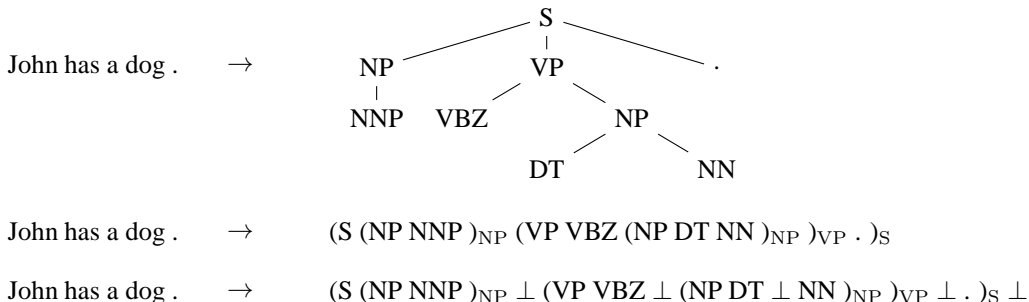 S
John has a dog . → NP VP .
NNP VBZ NP
DT NN
John has a dog . → (S (NP NNP )NP (VP VBZ (NP DT NN )NP )VP . )S
John has a dog . → (S (NP NNP )NP ⊥ (VP VBZ ⊥ (NP DT ⊥ NN )NP )VP ⊥ . )S ⊥